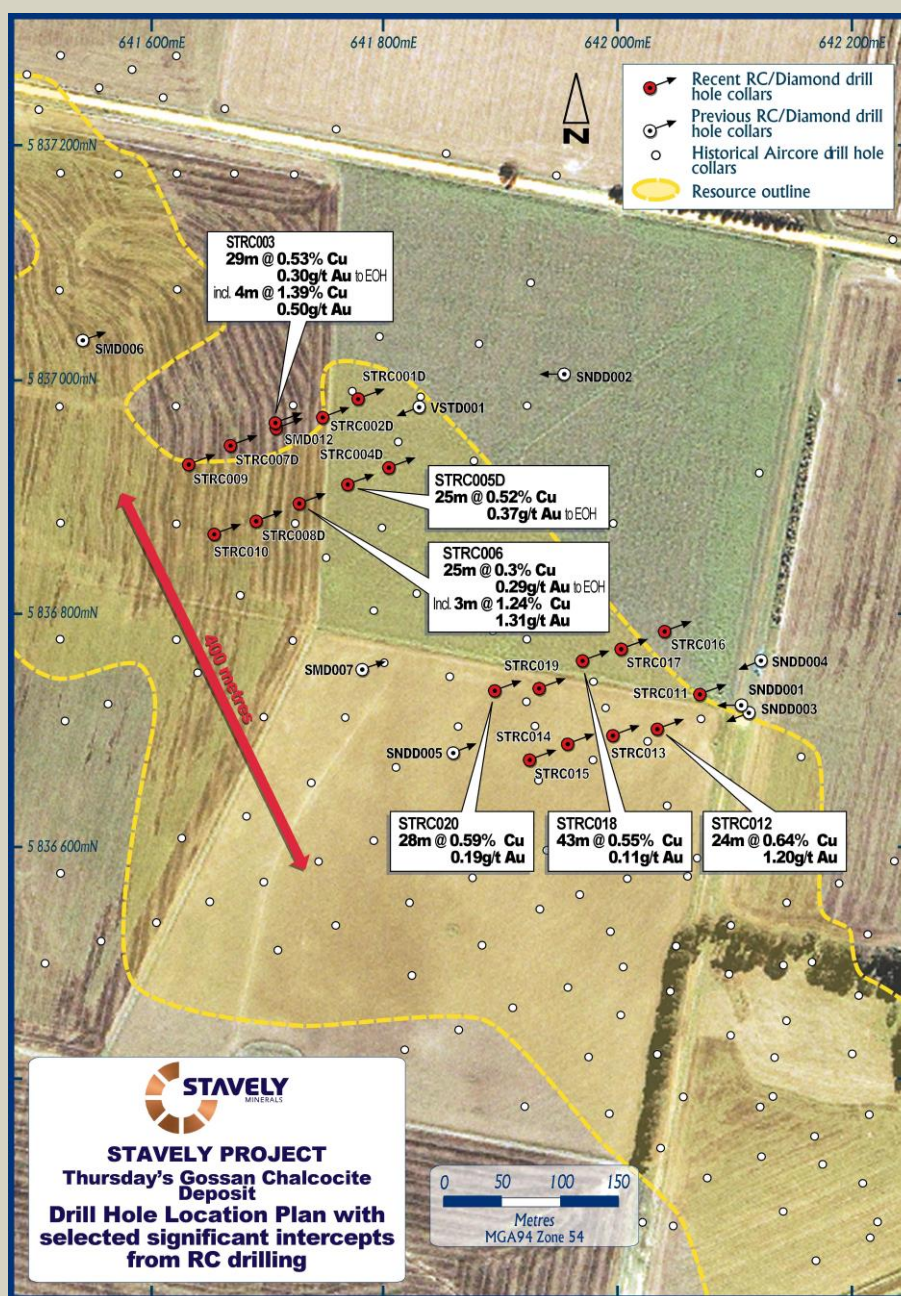 641 600mE
641 800mE
642 000mE
642 200mE
Recent RC/Diamond drill
hole collars
Previous RC/Diamond drill
hole collars
Historical Aircore drill hole
collars
Resource outline
N
5 837 200mN
STRC003
29m @ 0.53% Cu
0.30g/t Au to EOH
incl. 4m @ 1.39% Cu
0.50g/t Au
SMD006
SNDD002
5 837 000mN
STRC001D
VSTD001
STRC002D
SMD012
STRC004D
STRC007D
STRC009
STRC005D
25m @ 0.52% Cu
0.37g/t Au to EOH
STRC008D
STRC010
STRC006
25m @ 0.3% Cu
0.29g/t Au to EOH
Incl. 3m @ 1.24% Cu
1.31g/t Au
5 836 800mN
400 metres
STRC016
STRC017
STRC019
SNDD004
SMD007
STRC011
SNDD001
SNDD003
STRC014
STRC013
SNDD005
STRC015
STRC020
28m @ 0.59% Cu
0.19g/t Au
STRC018
43m @ 0.55% Cu
0.11g/t Au
STRC012
24m @ 0.64% Cu
1.20g/t Au
5 836 600mN
STAVELY
MINERALS
STAVELY PROJECT
Thursday's Gossan Chalcocite
Deposit
Drill Hole Location Plan with
selected significant intercepts
from RC drilling
0 50 100 150
Metres
MGA94 Zone 54